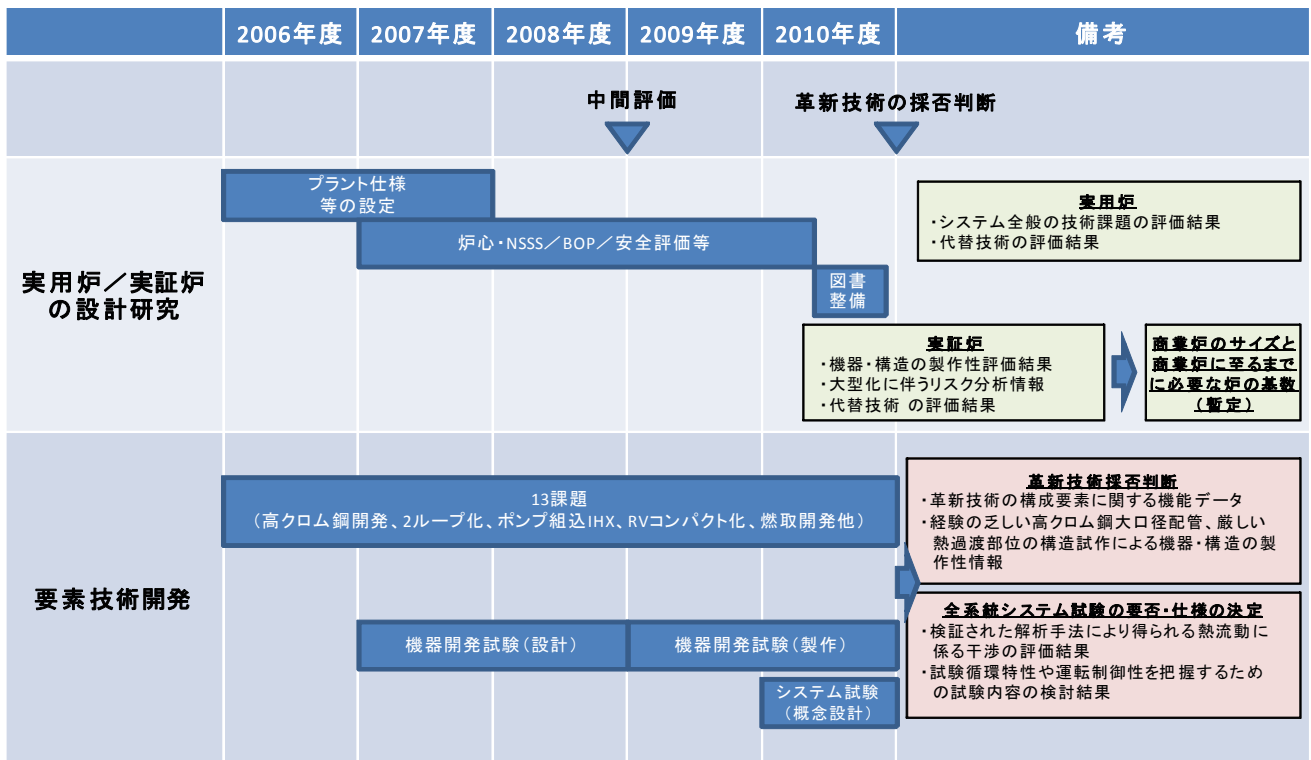 2006年度
2007年度
2008年度
2009年度
2010年度
備考
中間評価
革新技術の採否判断
実用炉／実証炉
の設計研究
プラント仕様
等の設定
炉心・NSSS／BOP／安全評価等
図書
整備
実用炉
・システム全般の技術課題の評価結果
・代替技術の評価結果
実証炉
・機器・構造の製作性評価結果
・大型化に伴うリスク分析情報
・代替技術 の評価結果
商業炉のサイズと
商業炉に至るまで
に必要な炉の基数
（暫定）
要素技術開発
13課題
（高クロム鋼開発、2ループ化、ポンプ組込IHX、RVコンパクト化、燃取開発他）
機器開発試験（設計）
機器開発試験（製作）
システム試験
（概念設計）
革新技術採否判断
・革新技術の構成要素に関する機能データ
・経験の乏しい高クロム鋼大口径配管、厳しい
熱過渡部位の構造試作による機器・構造の製
作性情報
全系統システム試験の要否・仕様の決定
・検証された解析手法により得られる熱流動に
係る干渉の評価結果
・試験循環特性や運転制御性を把握するため
の試験内容の検討結果